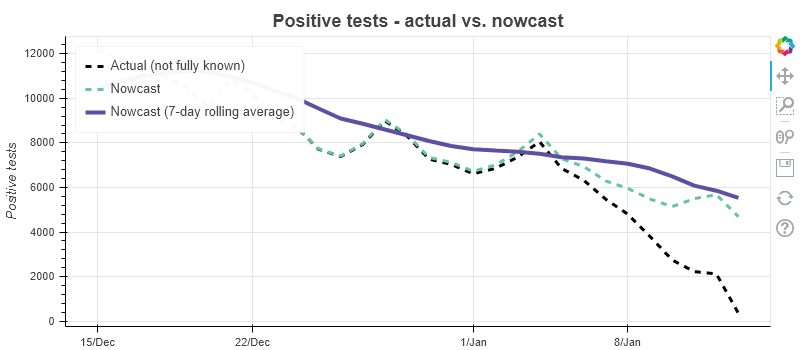 Positive tests - actual vs. nowcast
12000
10000
8000
6000
4000
2000
0
Positive tests
Actual (not fully known)
Nowcast
Nowcast (7-day rolling average)
15/Dec
22/Dec
1/Jan
8/Jan